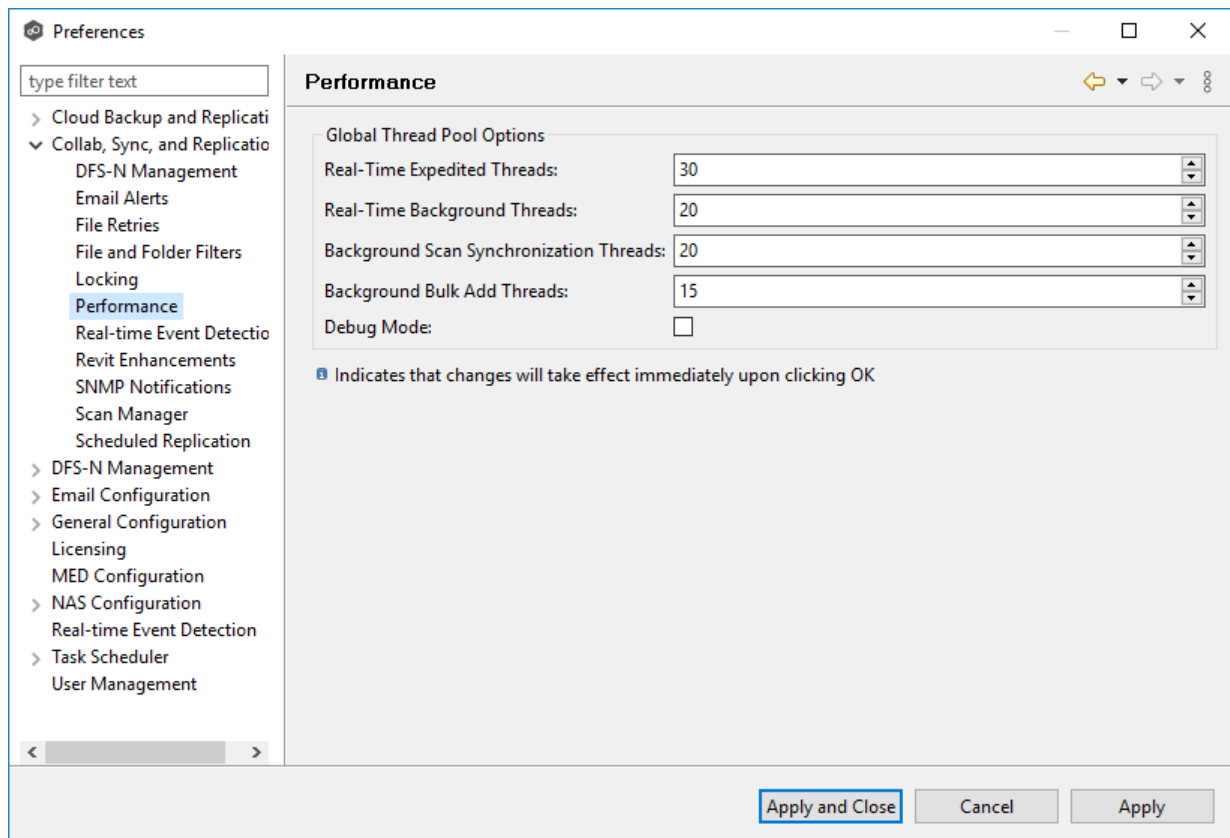 Preferences
type filter text
Cloud Backup and Replicati
Collab, Sync, and Replicatio
DFS-N Management
Email Alerts
File Retries
File and Folder Filters
Locking
Performance
Real-time Event Detectio
Revit Enhancements
SNMP Notifications
Scan Manager
Scheduled Replication
DFS-N Management
Email Configuration
General Configuration
Licensing
MED Configuration
NAS Configuration
Real-time Event Detection
Task Scheduler
User Management
Performance
Global Thread Pool Options
Real-Time Expedited Threads: 30
Real-Time Background Threads: 20
Background Scan Synchronization Threads: 20
Background Bulk Add Threads: 15
Debug Mode:
Indicates that changes will take effect immediately upon clicking OK
Apply and Close Cancel Apply